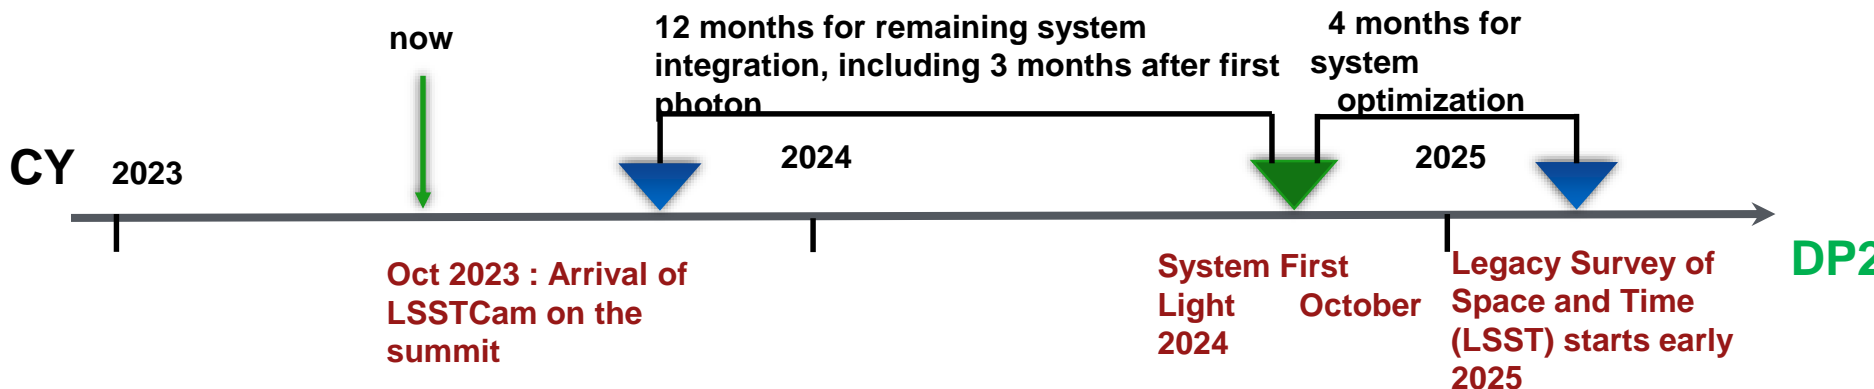 now
12 months for remaining system
integration, including 3 months after first
photon
4 months for
system
optimization
CY
2023
2024
2025
Oct 2023 : Arrival of
LSSTCam on the
summit
System First
Light October
2024
Legacy Survey of
Space and Time
(LSST) starts early
2025
DP2